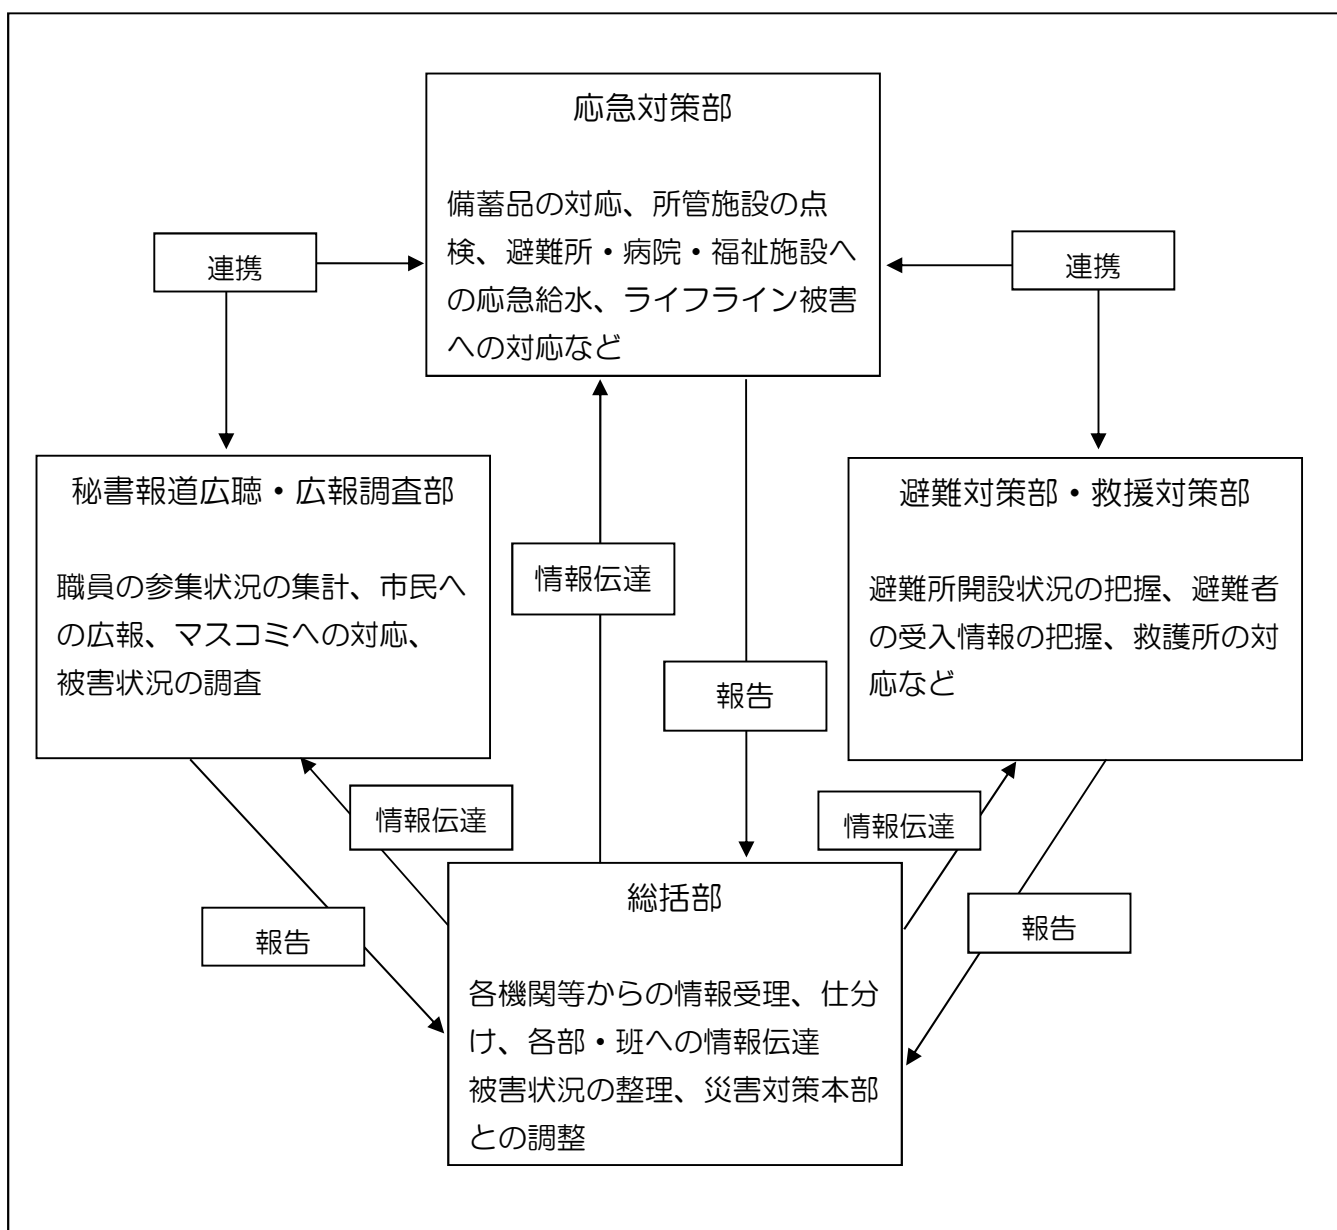 応急対策部
備蓄品の対応、所管施設の点
検、避難所・病院・福祉施設へ
の応急給水、ライフライン被害
への対応など
連携
連携
秘書報道広聴・広報調査部
職員の参集状況の集計、市民へ
の広報、マスコミへの対応、
被害状況の調査
避難対策部・救援対策部
避難所開設状況の把握、避難者
の受入情報の把握、救護所の対
応など
情報伝達
報告
情報伝達
情報伝達
報告
報告
総括部
各機関等からの情報受理、仕分
け、各部・班への情報伝達
被害状況の整理、災害対策本部
との調整